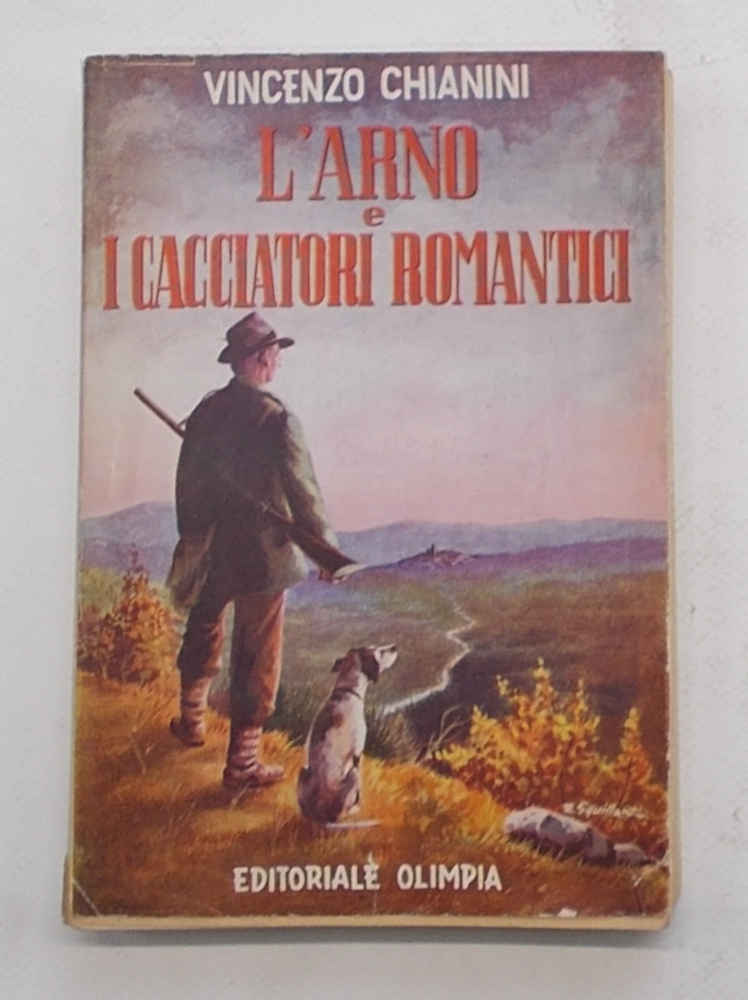 VINCENZO CHIANINI
L'ARNO
e
I CACCIATORI ROMANTICI
EDITORIALE OLIMPIA